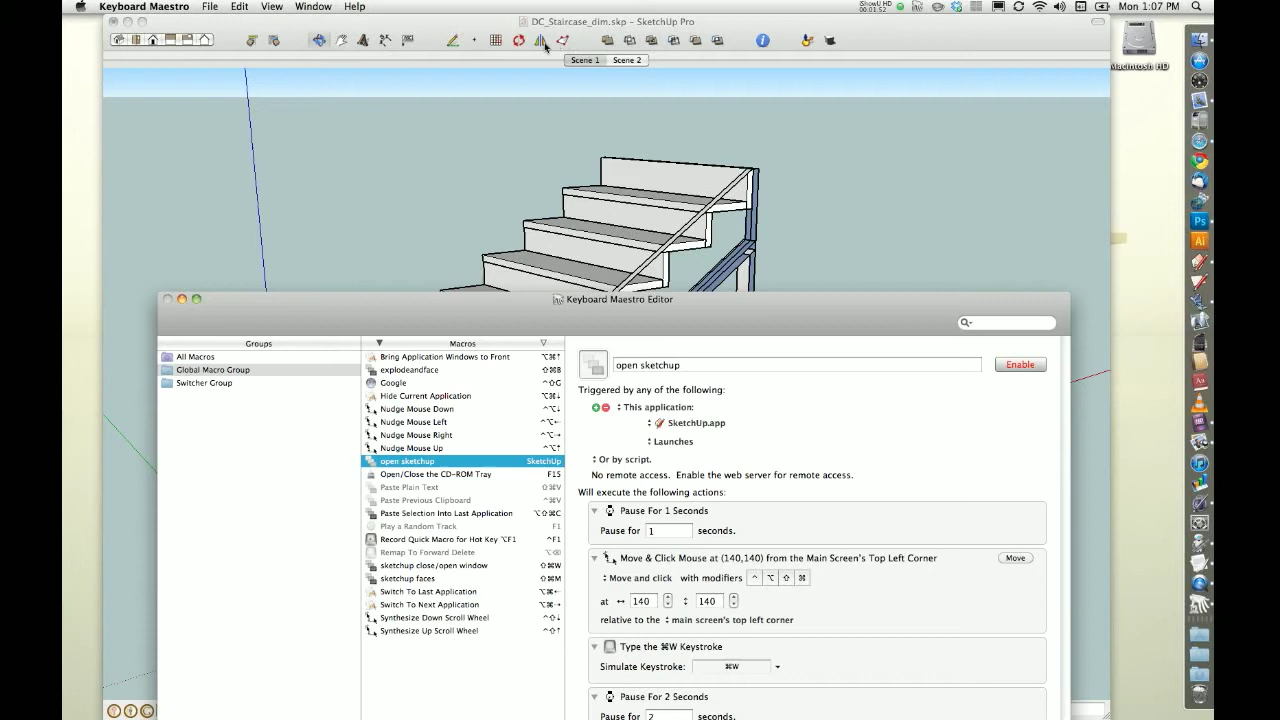 Keyboard Maestro File Edit View Window Help
iShowU HD
00:01:52
Mon 1:07 PM
DC_Staircase_dim.skp - SketchUp Pro
Scene 1 Scene 2
Macintosh HD
Keyboard Maestro Editor
Groups
All Macros
Global Macro Group
Switcher Group
Macros
Bring Application Windows to Front ⌥⌘↑
explodeandface ⇧⌘B
Google ^⇧G
Hide Current Application ⌥⌘←
Nudge Mouse Down ^⌥↓
Nudge Mouse Left ^⌥←
Nudge Mouse Right ^⌥→
Nudge Mouse Up ^⌥↑
open sketchup SketchUp
Open/Close the CD-ROM Tray F15
Paste Plain Text ⇧⌘V
Paste Previous Clipboard ^⌘V
Paste Selection Into Last Application ⌥⇧⌘C
Play a Random Track ^F1
Record Quick Macro for Hot Key ⌥F1 ^F1
Remap To Forward Delete ⌥⌫
sketchup close/open window ⇧⌘W
sketchup faces ⇧⌘M
Switch To Last Application ⌥⌘←
Switch To Next Application ⌥⌘→
Synthesize Down Scroll Wheel ^⇧↓
Synthesize Up Scroll Wheel ^⇧↑
open sketchup
Enable
Triggered by any of the following:
This application:
SketchUp.app
Launches
Or by script.
No remote access. Enable the web server for remote access.
Will execute the following actions:
Pause For 1 Seconds
Pause for 1 seconds.
Move & Click Mouse at (140,140) from the Main Screen's Top Left Corner
Move
Move and click with modifiers ^ ⌥ ⇧ ⌘
at ↔ 140 ↕ 140
relative to the main screen's top left corner
Type the ⌘W Keystroke
Simulate Keystroke: ⌘W
Pause For 2 Seconds
Pause for 2 seconds.
Ps
Ai